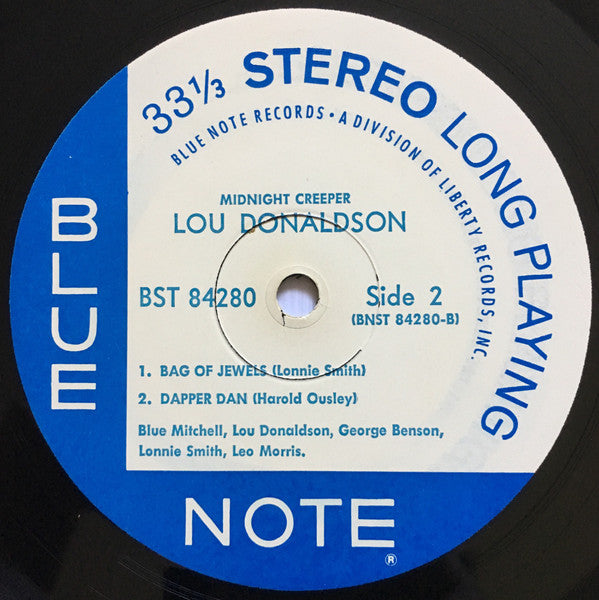 33⅓ STEREO LONG PLAYING
BLUE NOTE RECORDS • A DIVISION OF LIBERTY RECORDS, INC.
MIDNIGHT CREEPER
LOU DONALDSON
BST 84280
Side 2
(BNST 84280-B)
1. BAG OF JEWELS (Lonnie Smith)
2. DAPPER DAN (Harold Ousley)
Blue Mitchell, Lou Donaldson, George Benson,
Lonnie Smith, Leo Morris.
BLUE
NOTE ®